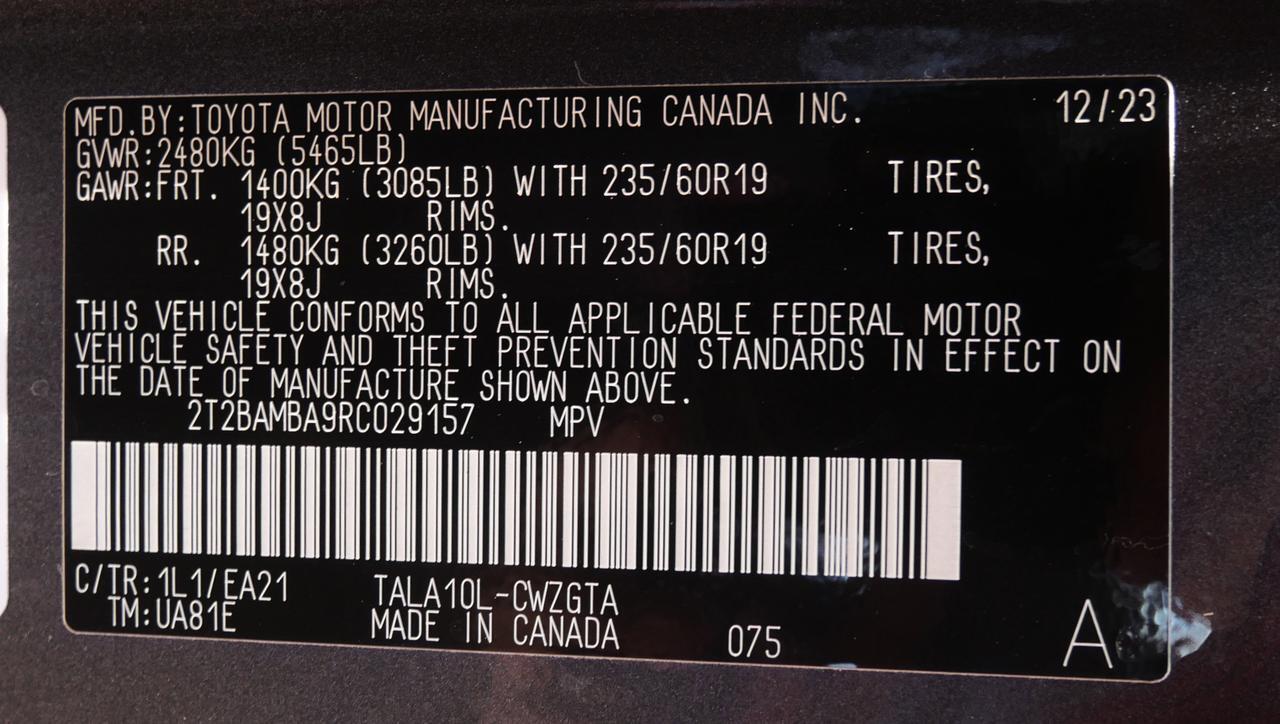 MFD.BY:TOYOTA MOTOR MANUFACTURING CANADA INC. 12/23
GVWR:2480KG (5465LB)
GAWR:FRT. 1400KG (3085LB) WITH 235/60R19 TIRES,
19X8J RIMS.
RR. 1480KG (3260LB) WITH 235/60R19 TIRES,
19X8J RIMS.
THIS VEHICLE CONFORMS TO ALL APPLICABLE FEDERAL MOTOR
VEHICLE SAFETY AND THEFT PREVENTION STANDARDS IN EFFECT ON
THE DATE OF MANUFACTURE SHOWN ABOVE.
2T2BAMBA9RC029157 MPV
C/TR:1L1/EA21 TALA10L-CWZGTA
TM:UA81E MADE IN CANADA 075 A